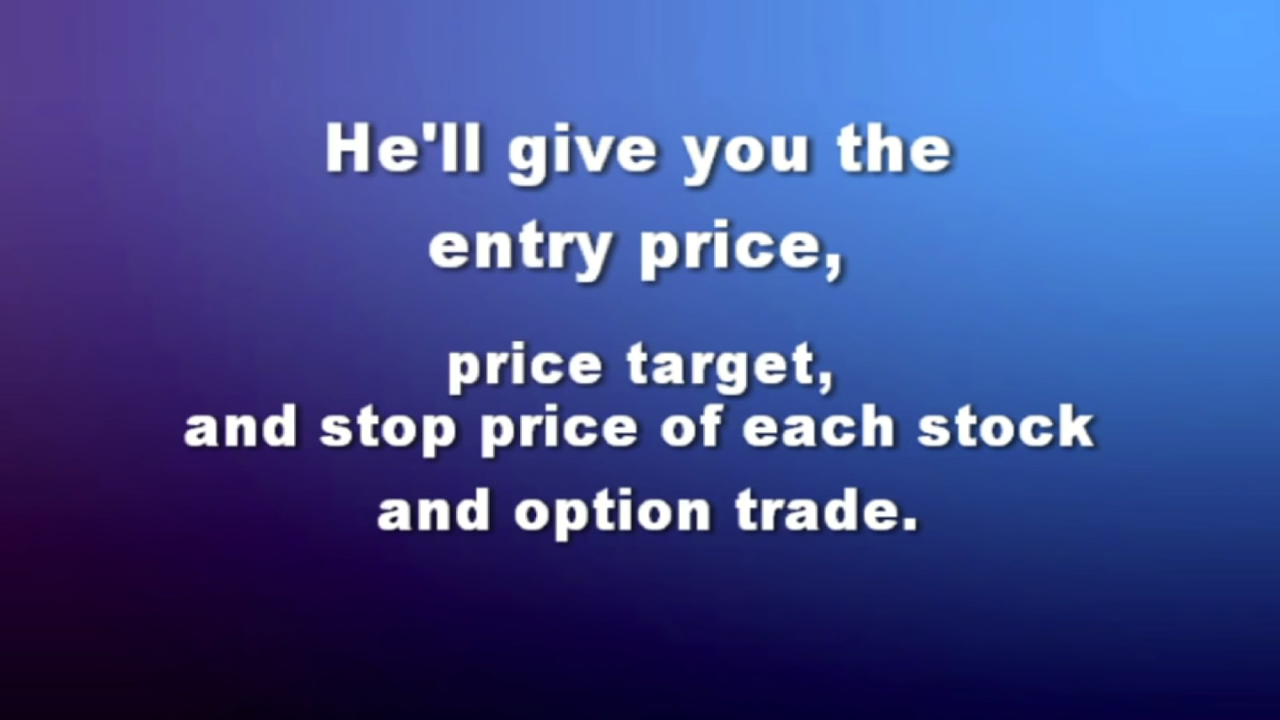 He'll give you the
entry price,
price target,
and stop price of each stock
and option trade.